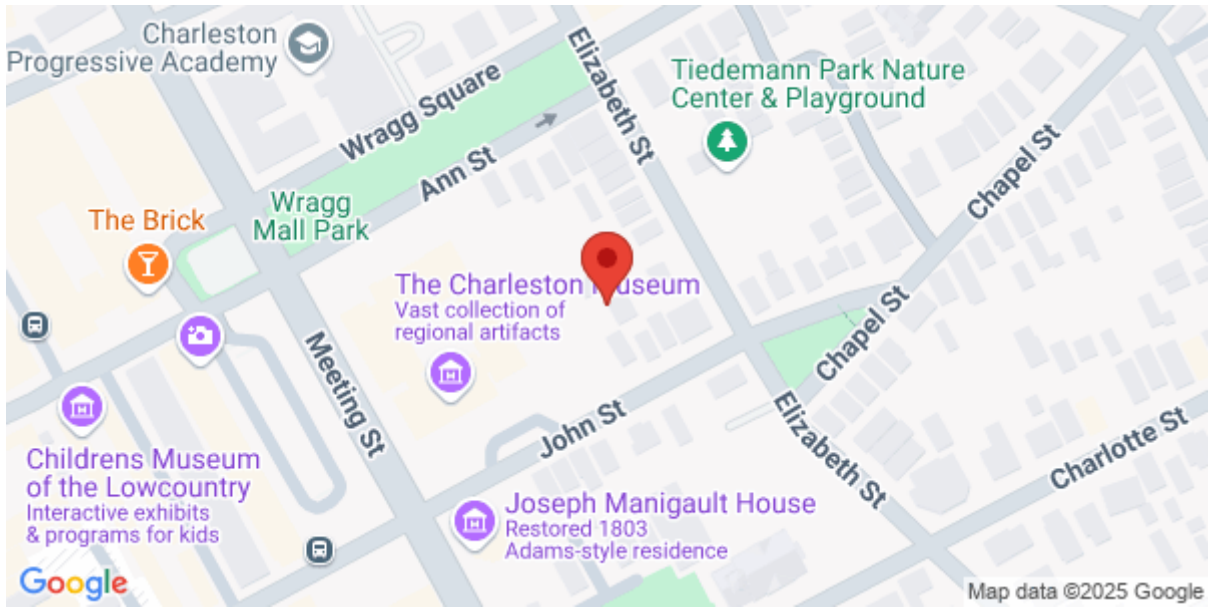 Charleston
Progressive Academy
Wragg Square
Elizabeth St
Tiedemann Park Nature
Center & Playground
Ann St
Chapel St
Wragg
Mall Park
The Brick
The Charleston Museum
Vast collection of
regional artifacts
Meeting St
Chapel St
John St
Elizabeth St
Charlotte St
Childrens Museum
of the Lowcountry
Interactive exhibits
& programs for kids
Joseph Manigault House
Restored 1803
Adams-style residence
Google
Map data ©2025 Google